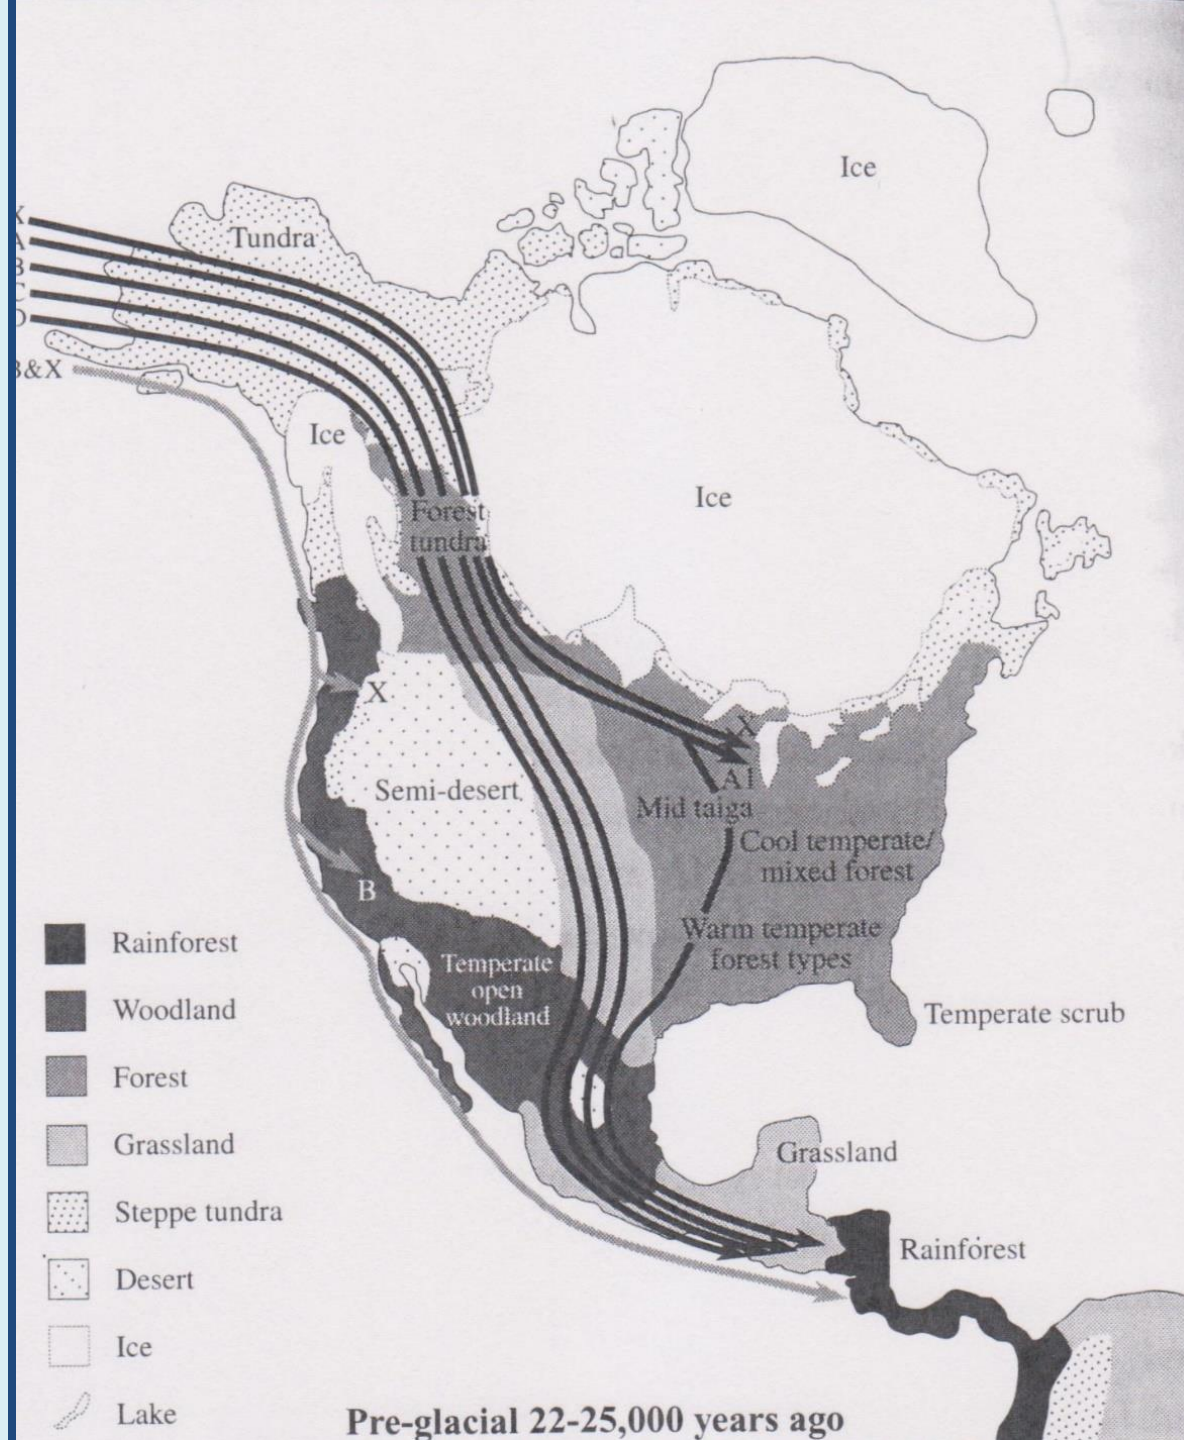 Ice
Tundra
X
A
B
C
D
B&X
Ice
Ice
Forest
tundra
X
X
A1
Semi-desert
Mid taiga
Cool temperate/
mixed forest
B
Warm temperate
forest types
Temperate
open
woodland
Temperate scrub
Grassland
Rainforest
Rainforest
Woodland
Forest
Grassland
Steppe tundra
Desert
Ice
Lake
Pre-glacial 22-25,000 years ago